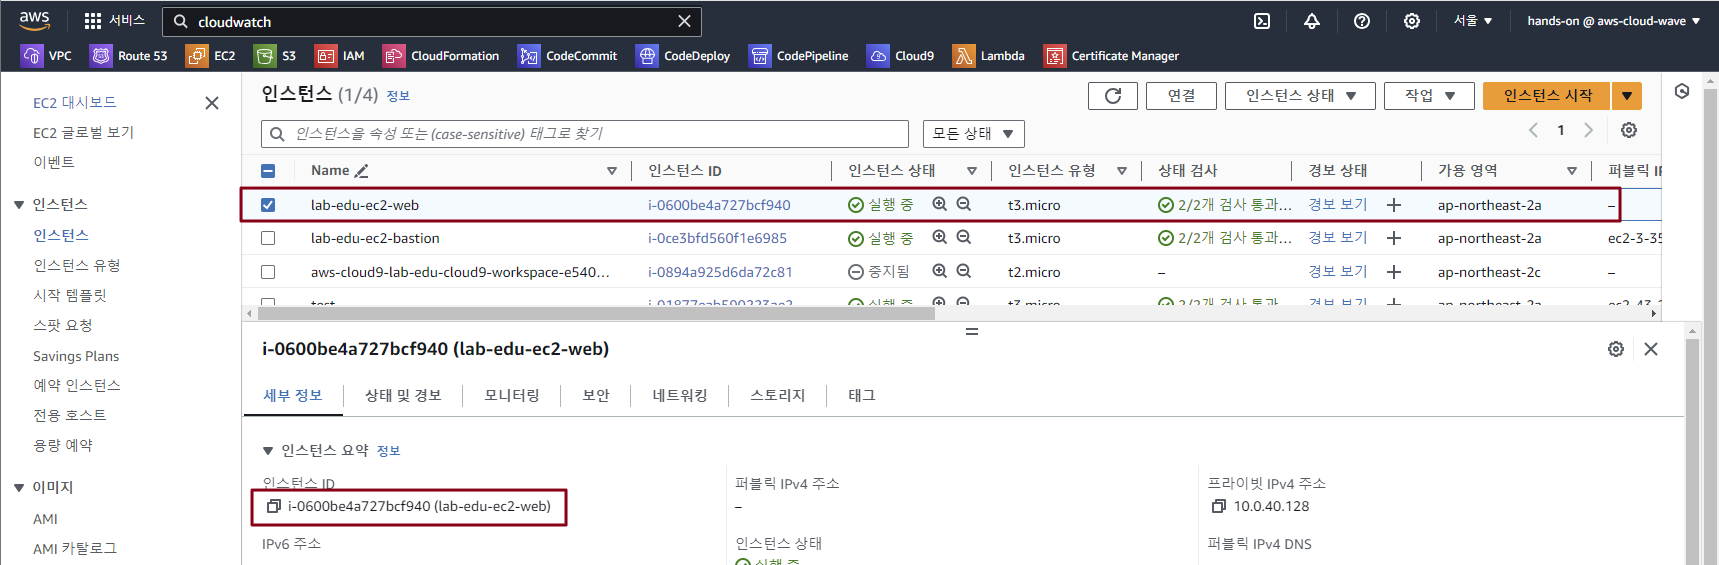 aws 서비스 cloudwatch 서울 hands-on @ aws-cloud-wave
VPC Route 53 EC2 S3 IAM CloudFormation CodeCommit CodeDeploy CodePipeline Cloud9 Lambda Certificate Manager
EC2 대시보드
EC2 글로벌 보기
이벤트
인스턴스
인스턴스
인스턴스 유형
시작 템플릿
스팟 요청
Savings Plans
예약 인스턴스
전용 호스트
용량 예약
이미지
AMI
AMI 카탈로그
인스턴스 (1/4) 정보
연결 인스턴스 상태 작업 인스턴스 시작
인스턴스을 속성 또는 (case-sensitive) 태그로 찾기 모든 상태 1
Name 인스턴스 ID 인스턴스 상태 인스턴스 유형 상태 검사 경보 상태 가용 영역 퍼블릭 IP
lab-edu-ec2-web i-0600be4a727bcf940 실행 중 t3.micro 2/2개 검사 통과... 경보 보기 ap-northeast-2a –
lab-edu-ec2-bastion i-0ce3bfd560f1e6985 실행 중 t3.micro 2/2개 검사 통과... 경보 보기 ap-northeast-2a ec2-3-35
aws-cloud9-lab-edu-cloud9-workspace-e540... i-0894a925d6da72c81 중지됨 t2.micro – 경보 보기 ap-northeast-2c –
test 실행 중 t3.micro 2/2개 검사 통과... 경보 보기 ap-northeast-2a
i-0600be4a727bcf940 (lab-edu-ec2-web)
세부 정보 상태 및 경보 모니터링 보안 네트워킹 스토리지 태그
인스턴스 요약 정보
인스턴스 ID
i-0600be4a727bcf940 (lab-edu-ec2-web)
IPv6 주소
퍼블릭 IPv4 주소
–
인스턴스 상태
실행 중
프라이빗 IPv4 주소
10.0.40.128
퍼블릭 IPv4 DNS